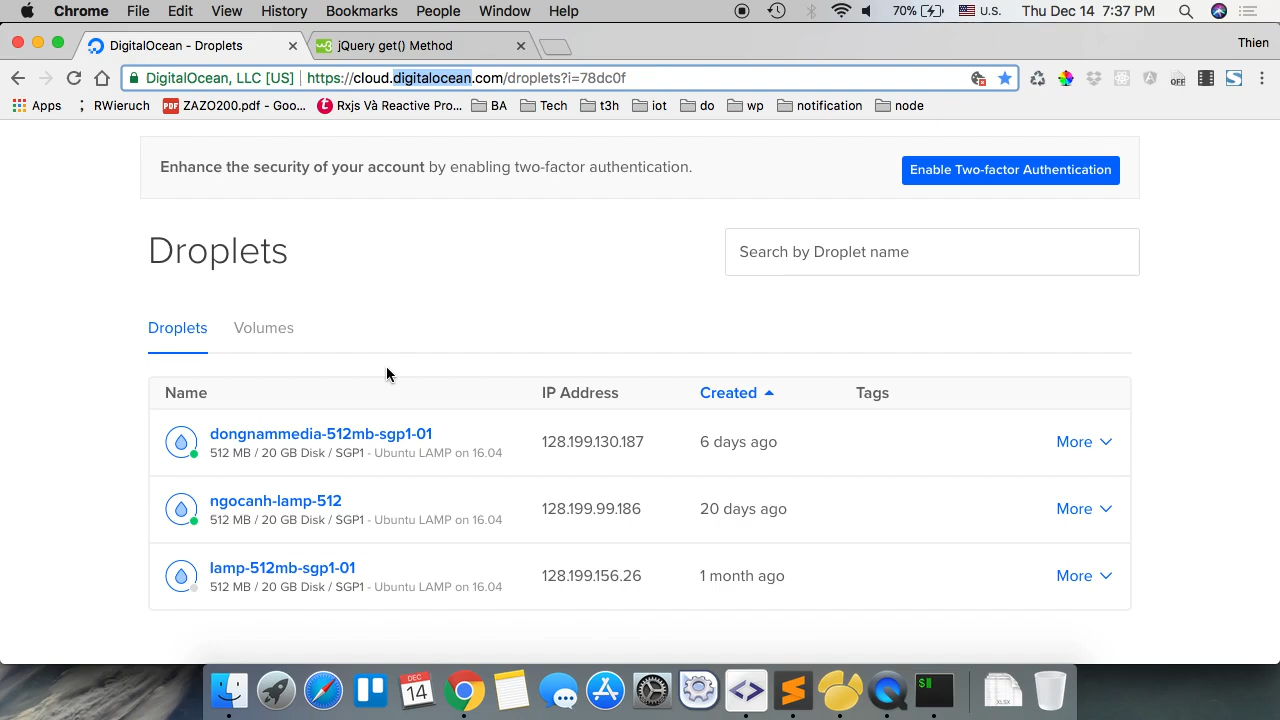 Chrome File Edit View History Bookmarks People Window Help 70% U.S. Thu Dec 14 7:37 PM
DigitalOcean - Droplets jQuery get() Method Thien
DigitalOcean, LLC [US] https://cloud.digitalocean.com/droplets?i=78dc0f
Apps RWieruch ZAZO200.pdf - Goo... Rxjs Và Reactive Pro... BA Tech t3h iot do wp notification node
Enhance the security of your account by enabling two-factor authentication. Enable Two-factor Authentication
Droplets Search by Droplet name
Droplets Volumes
Name IP Address Created Tags
dongnammedia-512mb-sgp1-01
512 MB / 20 GB Disk / SGP1 - Ubuntu LAMP on 16.04 128.199.130.187 6 days ago More
ngocanh-lamp-512
512 MB / 20 GB Disk / SGP1 - Ubuntu LAMP on 16.04 128.199.99.186 20 days ago More
lamp-512mb-sgp1-01
512 MB / 20 GB Disk / SGP1 - Ubuntu LAMP on 16.04 128.199.156.26 1 month ago More
DEC
14
XLSX